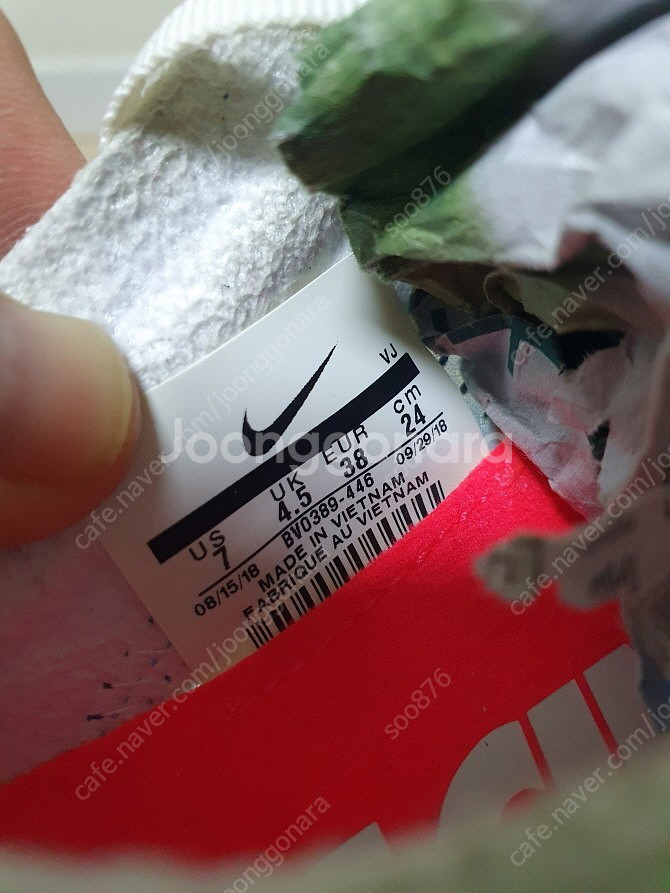 VJ
US UK EUR cm
7 4.5 38 24
08/15/18 BV0389-446 09/29/18
MADE IN VIETNAM
FABRIQUE AU VIETNAM
Joonggonara
soo876
soo876
cafe.naver.com/joonggonara